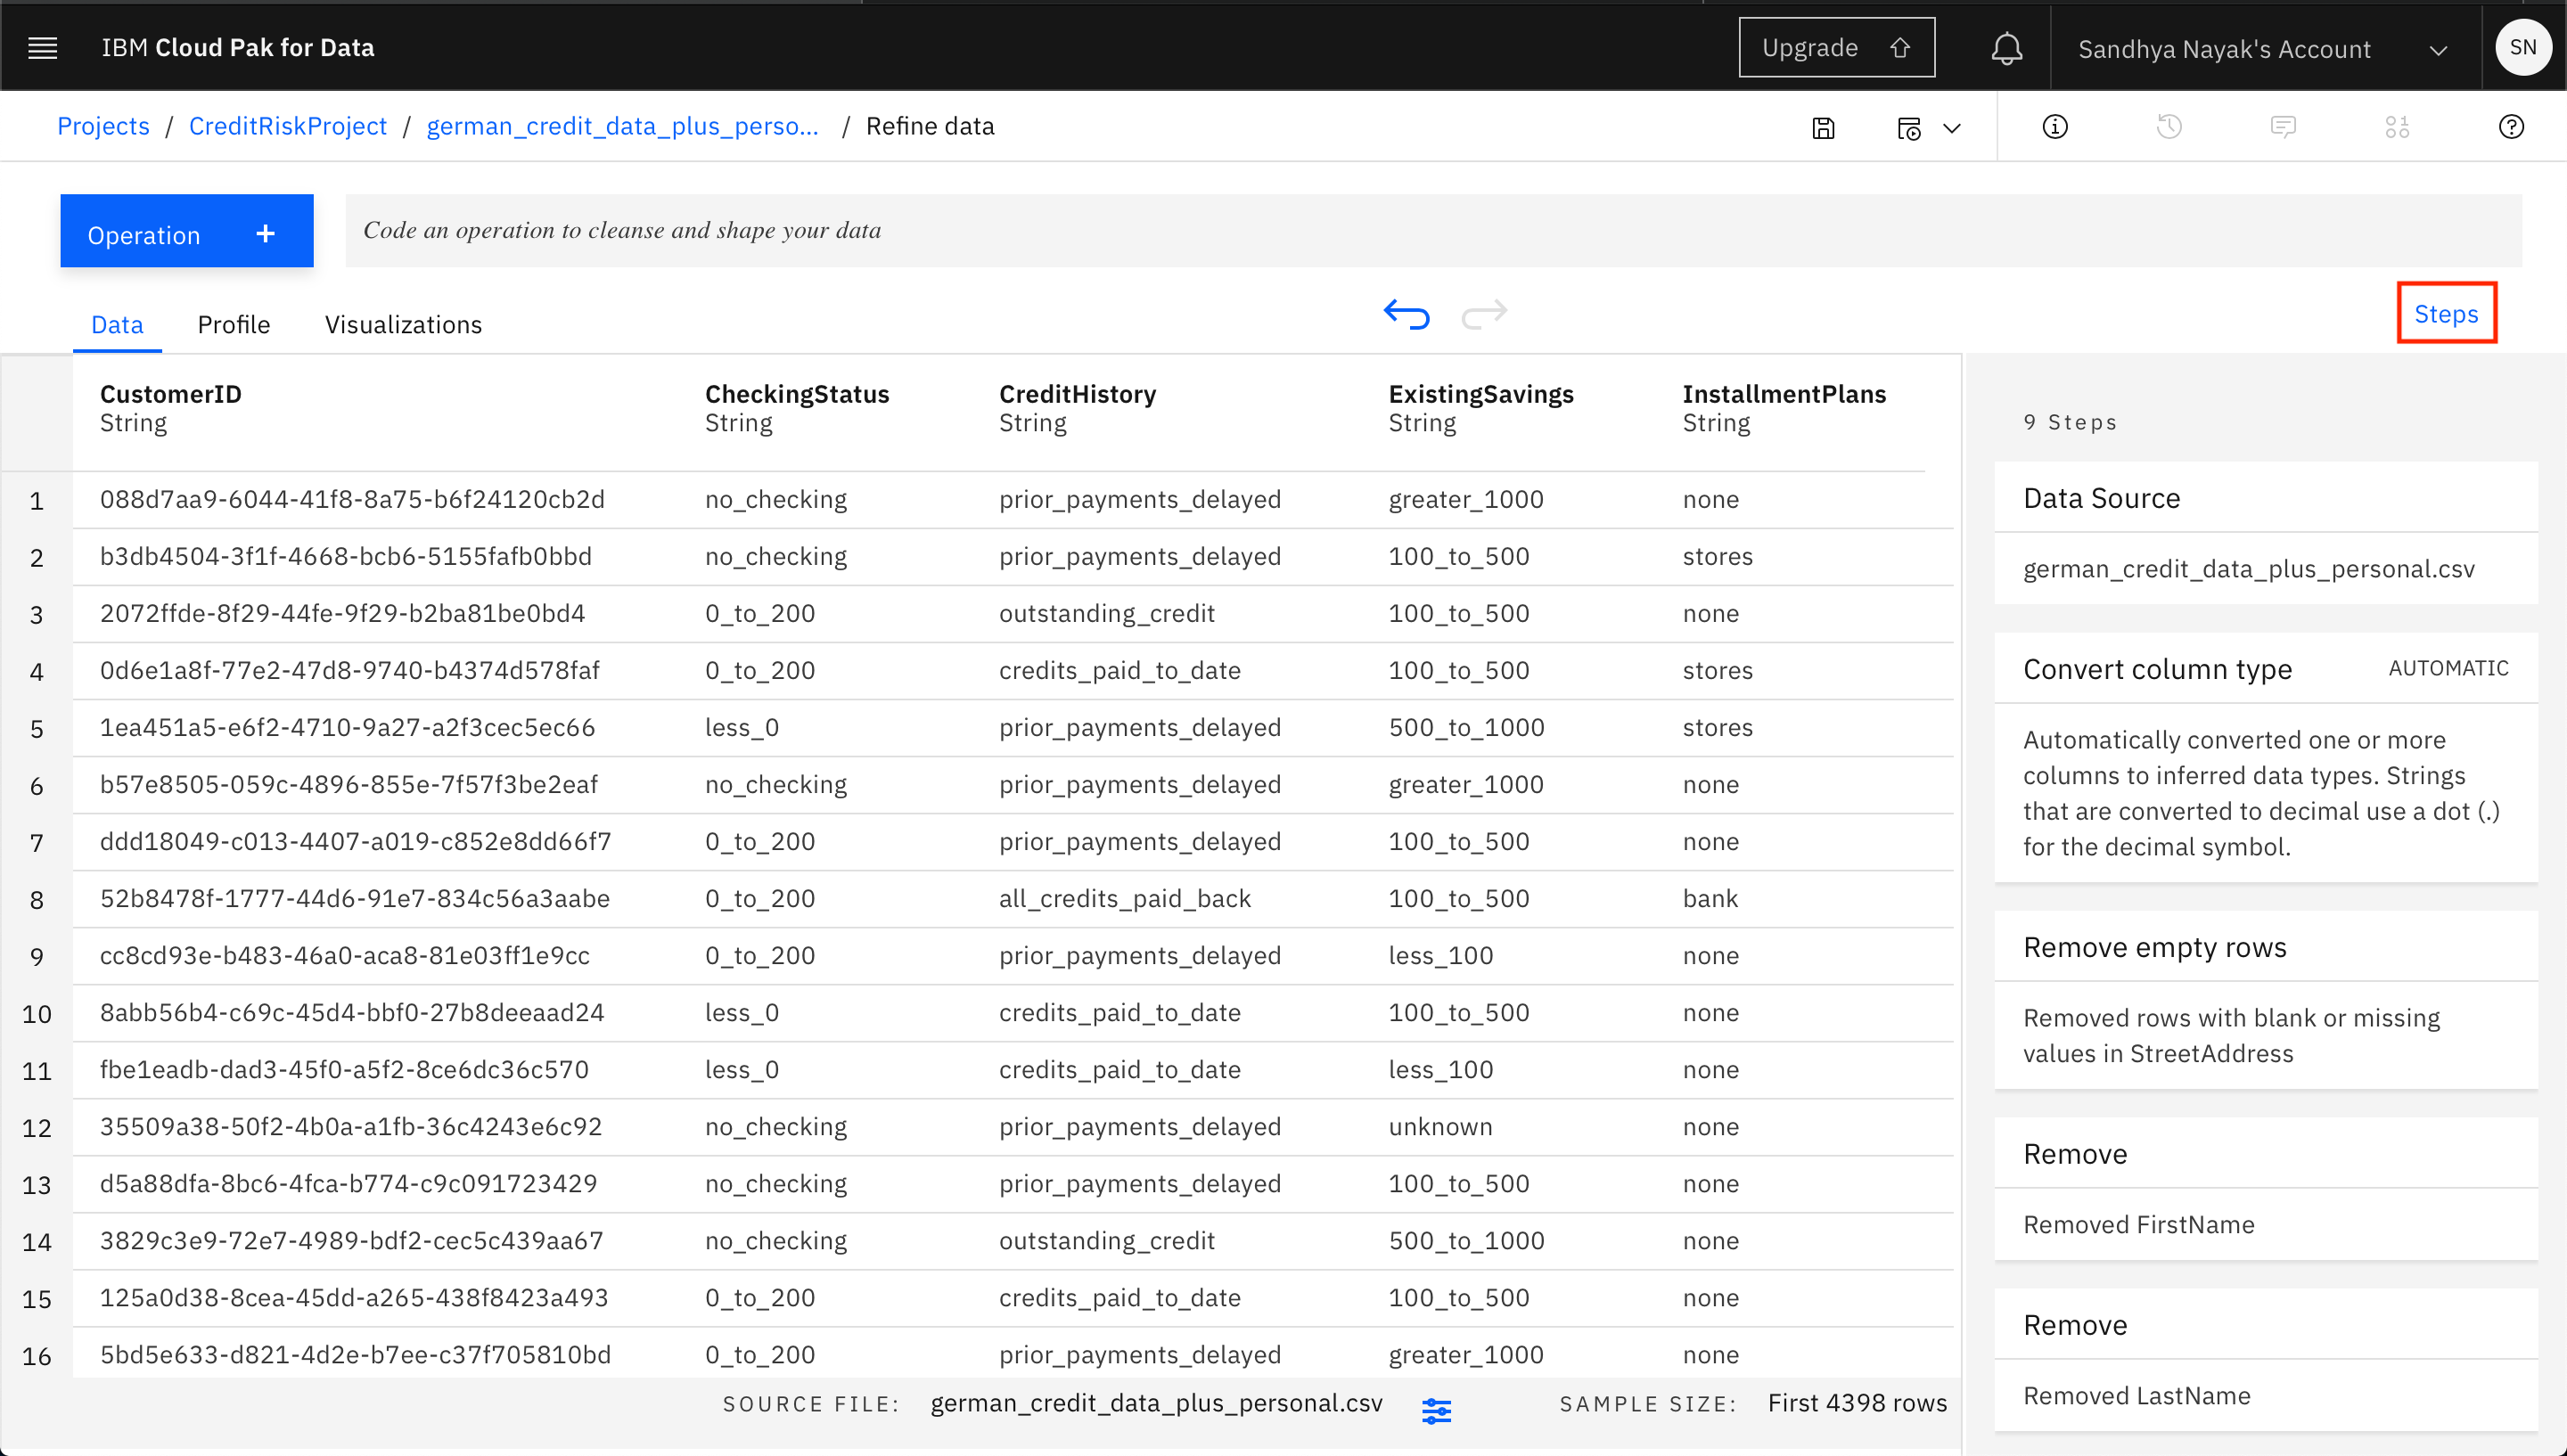 IBM Cloud Pak for Data
Upgrade
Sandhya Nayak's Account
SN
Projects / CreditRiskProject / german_credit_data_plus_perso... / Refine data
Operation +
Code an operation to cleanse and shape your data
Data Profile Visualizations
Steps
CustomerID CheckingStatus CreditHistory ExistingSavings InstallmentPlans
String String String String String
1 088d7aa9-6044-41f8-8a75-b6f24120cb2d no_checking prior_payments_delayed greater_1000 none
2 b3db4504-3f1f-4668-bcb6-5155fafb0bbd no_checking prior_payments_delayed 100_to_500 stores
3 2072ffde-8f29-44fe-9f29-b2ba81be0bd4 0_to_200 outstanding_credit 100_to_500 none
4 0d6e1a8f-77e2-47d8-9740-b4374d578faf 0_to_200 credits_paid_to_date 100_to_500 stores
5 1ea451a5-e6f2-4710-9a27-a2f3cec5ec66 less_0 prior_payments_delayed 500_to_1000 stores
6 b57e8505-059c-4896-855e-7f57f3be2eaf no_checking prior_payments_delayed greater_1000 none
7 ddd18049-c013-4407-a019-c852e8dd66f7 0_to_200 prior_payments_delayed 100_to_500 none
8 52b8478f-1777-44d6-91e7-834c56a3aabe 0_to_200 all_credits_paid_back 100_to_500 bank
9 cc8cd93e-b483-46a0-aca8-81e03ff1e9cc 0_to_200 prior_payments_delayed less_100 none
10 8abb56b4-c69c-45d4-bbf0-27b8deeaad24 less_0 credits_paid_to_date 100_to_500 none
11 fbe1eadb-dad3-45f0-a5f2-8ce6dc36c570 less_0 credits_paid_to_date less_100 none
12 35509a38-50f2-4b0a-a1fb-36c4243e6c92 no_checking prior_payments_delayed unknown none
13 d5a88dfa-8bc6-4fca-b774-c9c091723429 no_checking prior_payments_delayed 100_to_500 none
14 3829c3e9-72e7-4989-bdf2-cec5c439aa67 no_checking outstanding_credit 500_to_1000 none
15 125a0d38-8cea-45dd-a265-438f8423a493 0_to_200 credits_paid_to_date 100_to_500 none
16 5bd5e633-d821-4d2e-b7ee-c37f705810bd 0_to_200 prior_payments_delayed greater_1000 none
SOURCE FILE: german_credit_data_plus_personal.csv SAMPLE SIZE: First 4398 rows
9 Steps
Data Source
german_credit_data_plus_personal.csv
Convert column type AUTOMATIC
Automatically converted one or more
columns to inferred data types. Strings
that are converted to decimal use a dot (.)
for the decimal symbol.
Remove empty rows
Removed rows with blank or missing
values in StreetAddress
Remove
Removed FirstName
Remove
Removed LastName